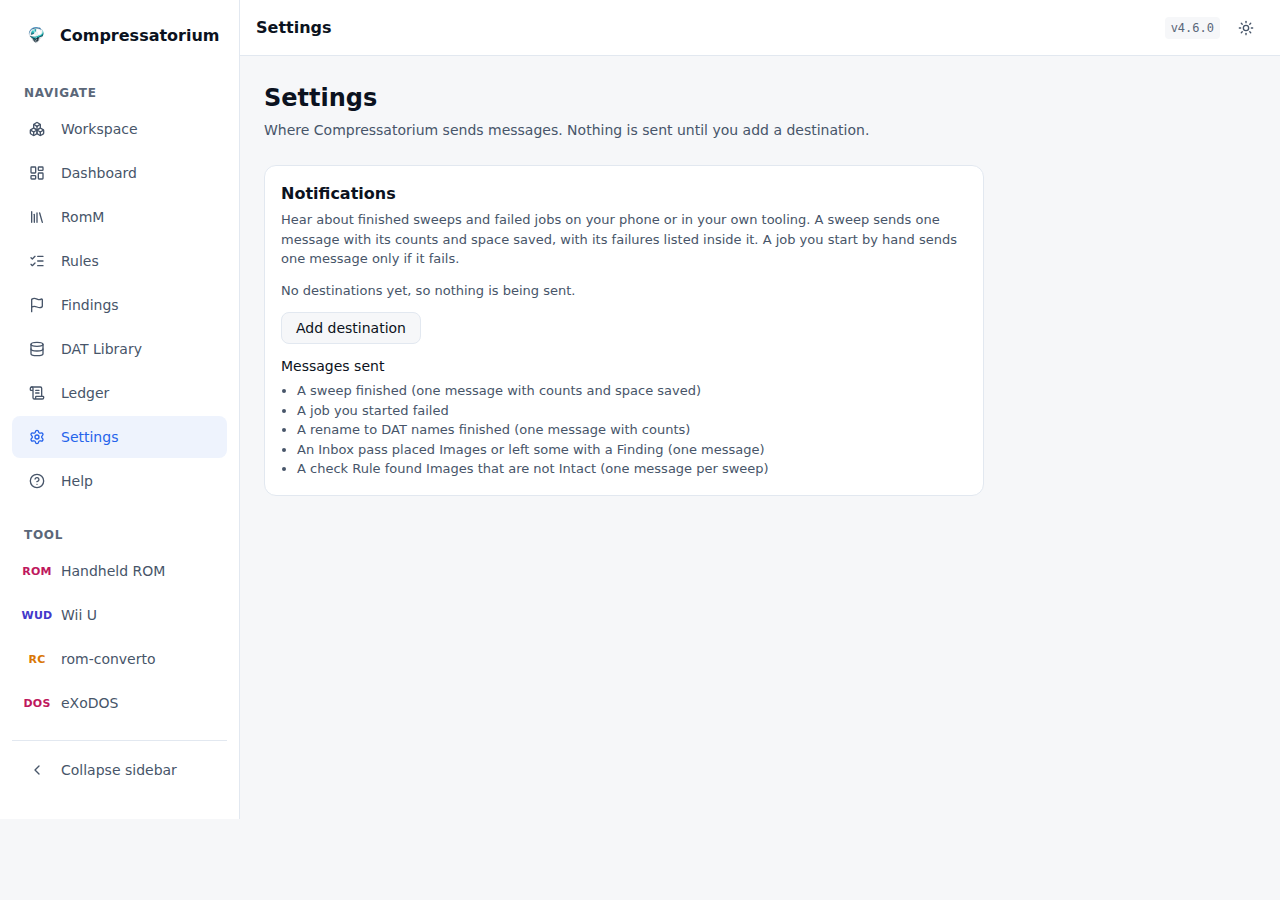 Compressatorium
Settings
v4.6.0
NAVIGATE
Workspace
Dashboard
RomM
Rules
Findings
DAT Library
Ledger
Settings
Help
TOOL
ROM Handheld ROM
WUD Wii U
RC rom-converto
DOS eXoDOS
Collapse sidebar
Settings
Where Compressatorium sends messages. Nothing is sent until you add a destination.
Notifications
Hear about finished sweeps and failed jobs on your phone or in your own tooling. A sweep sends one
message with its counts and space saved, with its failures listed inside it. A job you start by hand sends
one message only if it fails.
No destinations yet, so nothing is being sent.
Add destination
Messages sent
• A sweep finished (one message with counts and space saved)
• A job you started failed
• A rename to DAT names finished (one message with counts)
• An Inbox pass placed Images or left some with a Finding (one message)
• A check Rule found Images that are not Intact (one message per sweep)